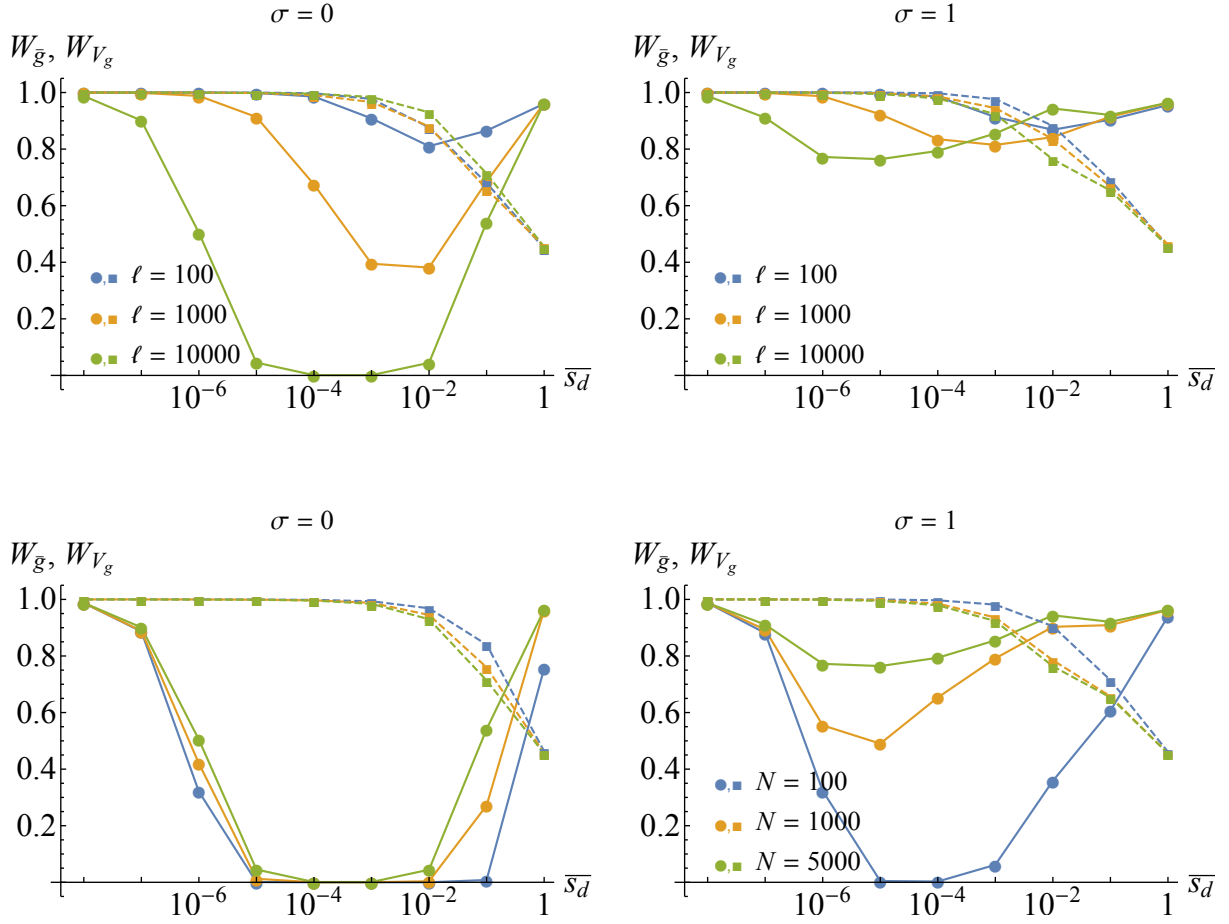 σ = 0
W_ḡ, W_{V_g}
1.0
0.8
0.6
0.4
0.2
ℓ = 100
ℓ = 1000
ℓ = 10000
10⁻⁶
10⁻⁴
10⁻²
1
s̅_d̅
σ = 1
W_ḡ, W_{V_g}
1.0
0.8
0.6
0.4
0.2
ℓ = 100
ℓ = 1000
ℓ = 10000
10⁻⁶
10⁻⁴
10⁻²
1
s̅_d̅
σ = 0
W_ḡ, W_{V_g}
1.0
0.8
0.6
0.4
0.2
10⁻⁶
10⁻⁴
10⁻²
1
s̅_d̅
σ = 1
W_ḡ, W_{V_g}
1.0
0.8
0.6
0.4
0.2
N = 100
N = 1000
N = 5000
10⁻⁶
10⁻⁴
10⁻²
1
s̅_d̅